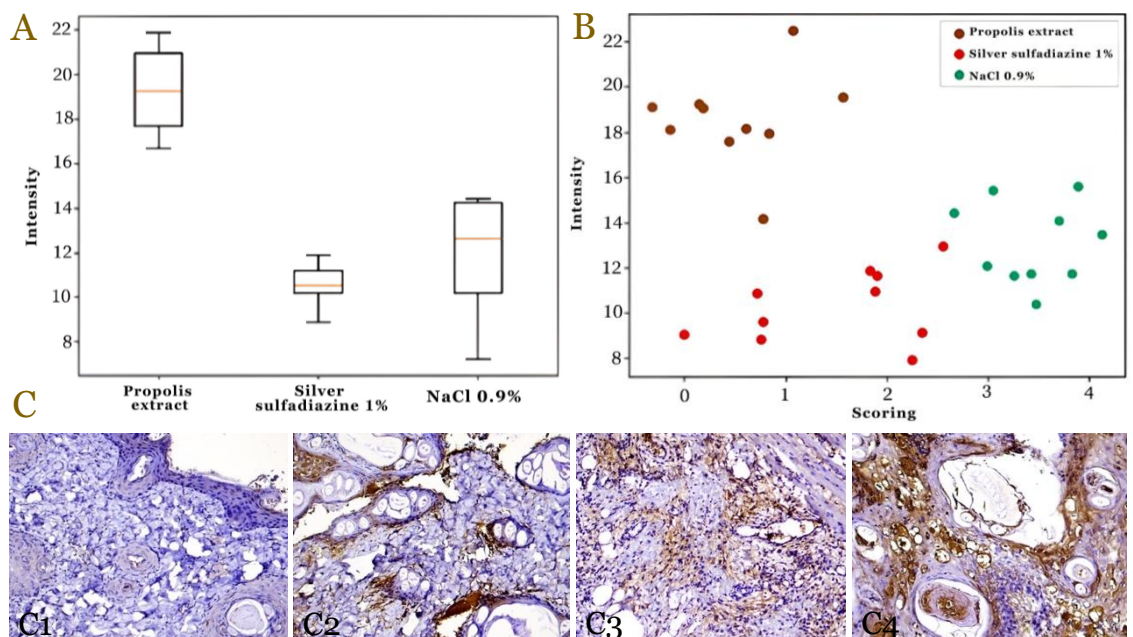 A
22
20
18
16
14
12
10
8
Intensity
Propolis
extract
Silver
sulfadiazine 1%
NaCl 0.9%
B
22
20
18
16
14
12
10
8
Intensity
0 1 2 3 4
Scoring
Propolis extract
Silver sulfadiazine 1%
NaCl 0.9%
C
C1
C2
C3
C4